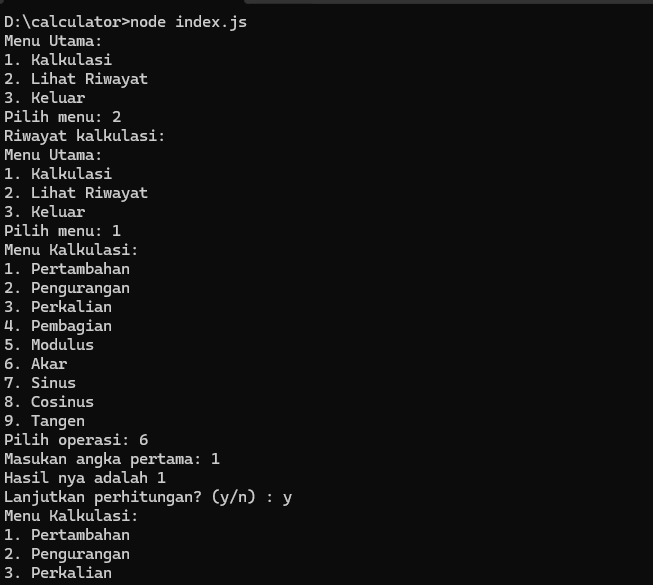 D:\calculator>node index.js
Menu Utama:
1. Kalkulasi
2. Lihat Riwayat
3. Keluar
Pilih menu: 2
Riwayat kalkulasi:
Menu Utama:
1. Kalkulasi
2. Lihat Riwayat
3. Keluar
Pilih menu: 1
Menu Kalkulasi:
1. Pertambahan
2. Pengurangan
3. Perkalian
4. Pembagian
5. Modulus
6. Akar
7. Sinus
8. Cosinus
9. Tangen
Pilih operasi: 6
Masukan angka pertama: 1
Hasil nya adalah 1
Lanjutkan perhitungan? (y/n) : y
Menu Kalkulasi:
1. Pertambahan
2. Pengurangan
3. Perkalian